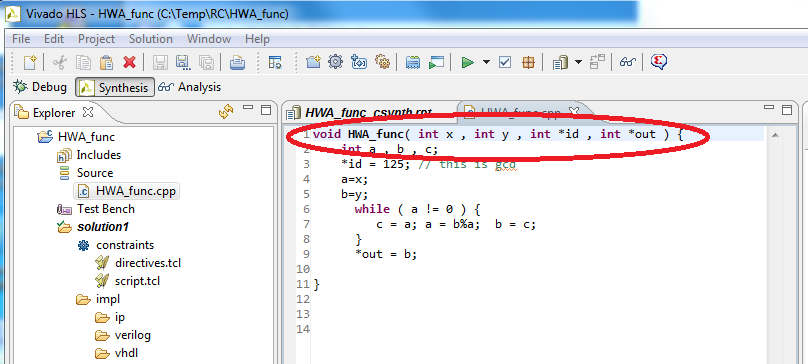 Vivado HLS - HWA_func (C:\Temp\RC\HWA_func)
File Edit Project Solution Window Help
Debug Synthesis Analysis
Explorer
HWA_func
Includes
Source
HWA_func.cpp
Test Bench
solution1
constraints
directives.tcl
script.tcl
impl
ip
verilog
vhdl
HWA_func_csynth.rpt HWA_func.cpp
1 void HWA_func( int x , int y , int *id , int *out ) {
2 int a , b , c;
3 *id = 125; // this is gcd
4 a=x;
5 b=y;
6 while ( a != 0 ) {
7 c = a; a = b%a; b = c;
8 }
9 *out = b;
10
11 }
12
13
14